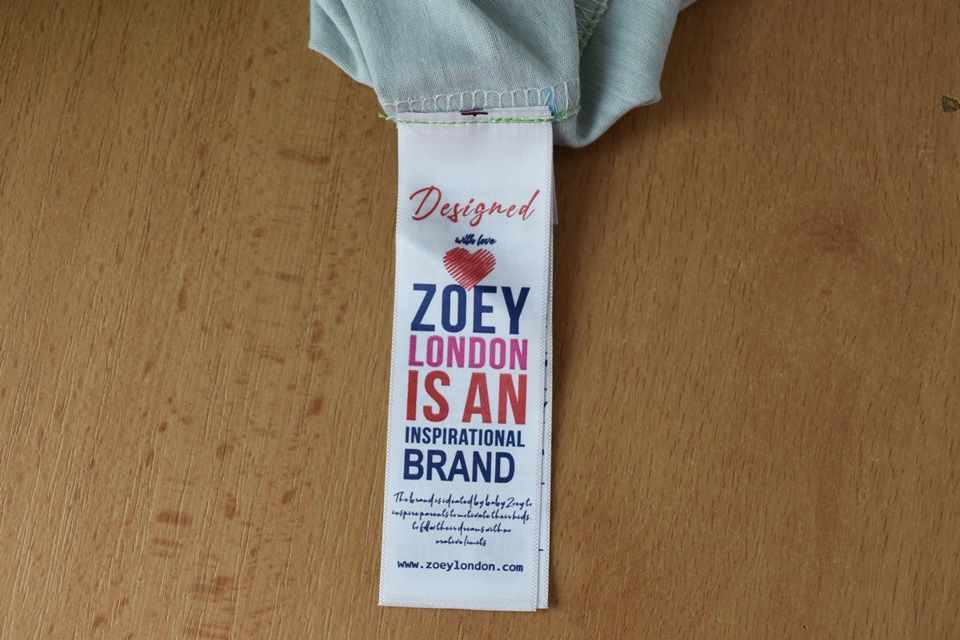 Designed
with love
ZOEY
LONDON
IS AN
INSPIRATIONAL
BRAND
The brand is ideated by baby Zoey to
inspire parents to motivate their kids
to follow their dreams with no
creative limits
www.zoeylondon.com